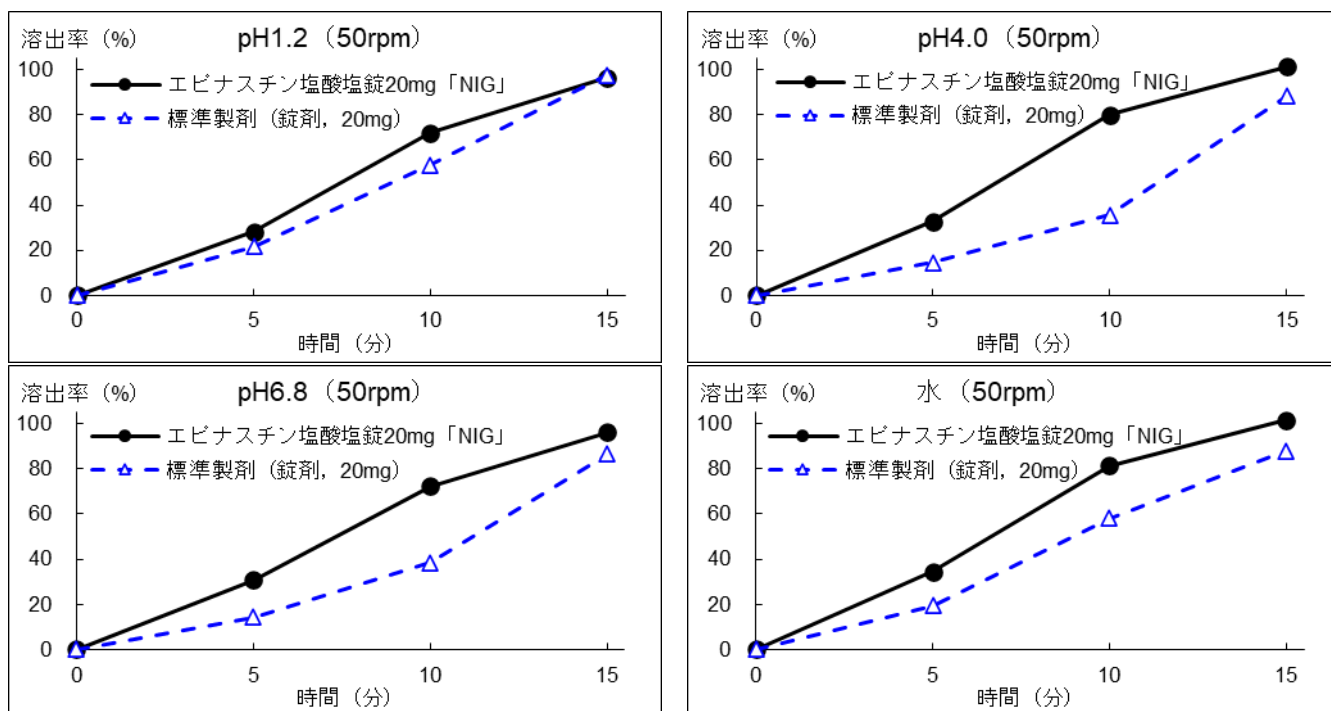 溶出率（%） pH1.2（50rpm）
100
エピナスチン塩酸塩錠20mg「NIG」
80
標準製剤（錠剤，20mg）
60
40
20
0
0 5 10 15
時間（分）
溶出率（%） pH4.0（50rpm）
100
エピナスチン塩酸塩錠20mg「NIG」
80
標準製剤（錠剤，20mg）
60
40
20
0
0 5 10 15
時間（分）
溶出率（%） pH6.8（50rpm）
100
エピナスチン塩酸塩錠20mg「NIG」
80
標準製剤（錠剤，20mg）
60
40
20
0
0 5 10 15
時間（分）
溶出率（%） 水（50rpm）
100
エピナスチン塩酸塩錠20mg「NIG」
80
標準製剤（錠剤，20mg）
60
40
20
0
0 5 10 15
時間（分）